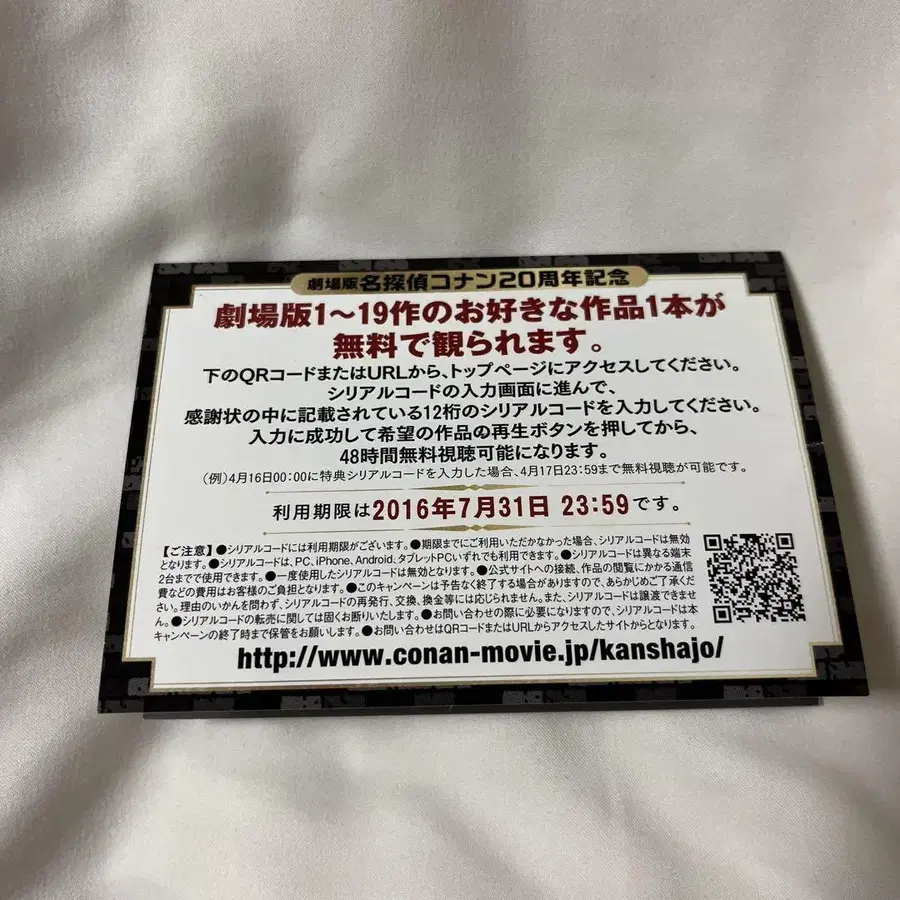 劇場版 名探偵コナン20周年記念
劇場版1〜19作のお好きな作品1本が
無料で観られます。
下のQRコードまたはURLから、トップページにアクセスしてください。
シリアルコードの入力画面に進んで、
感謝状の中に記載されている12桁のシリアルコードを入力してください。
入力に成功して希望の作品の再生ボタンを押してから、
48時間無料視聴可能になります。
(例)4月16日00:00に特典シリアルコードを入力した場合、4月17日23:59まで無料視聴が可能です。
利用期限は2016年7月31日 23:59です。
【ご注意】●シリアルコードには利用期限がございます。●期限までにご利用いただかなかった場合、シリアルコードは無効
となります。●シリアルコードは、PC、iPhone、Android、タブレットPCいずれでも利用できます。●シリアルコードは異なる端末
2台までで使用できます。●一度使用したシリアルコードは無効となります。●公式サイトへの接続、作品の閲覧にかかる通信
費などの費用はお客様のご負担となります。●このキャンペーンは予告なく終了する場合がありますので、あらかじめご了承くだ
さい。理由のいかんを問わず、シリアルコードの再発行、交換、換金等には応じられません。また、シリアルコードは譲渡できませ
ん。●シリアルコードの転売に関しては固くお断りいたします。●お問い合わせの際に必要になりますので、シリアルコードは本
キャンペーンの終了時まで保管をお願いします。●お問い合わせはQRコードまたはURLからアクセスしたサイトからとなります。
http://www.conan-movie.jp/kanshajo/